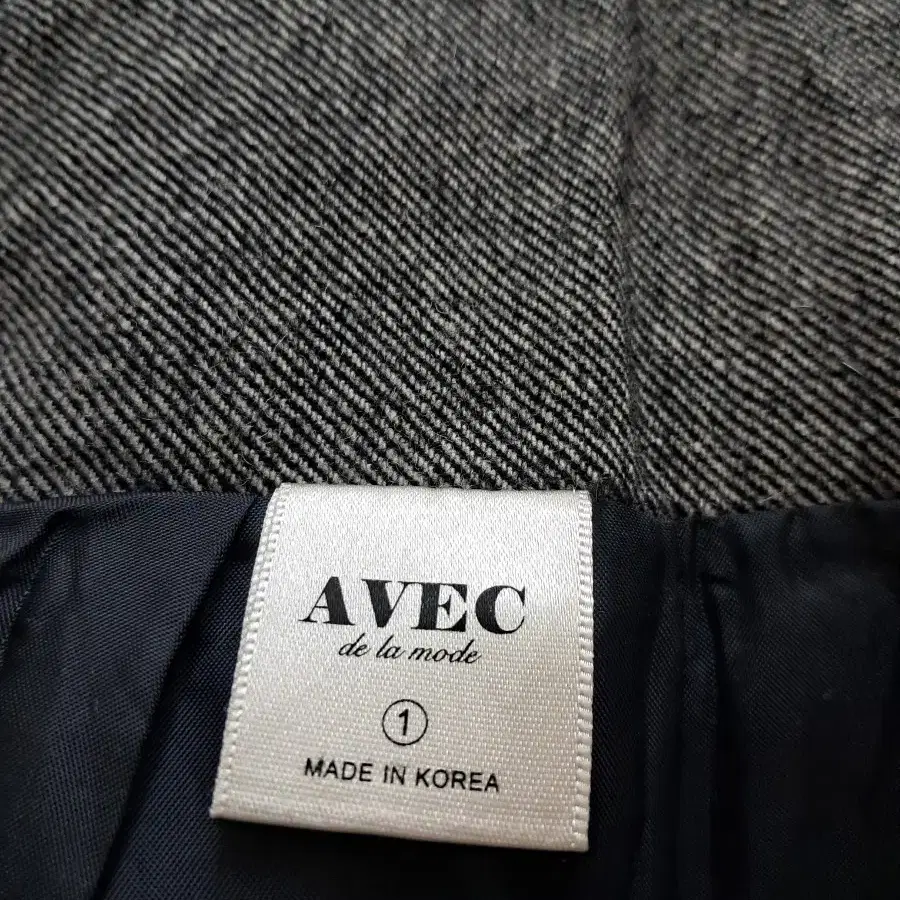 AVEC
de la mode
①
MADE IN KOREA